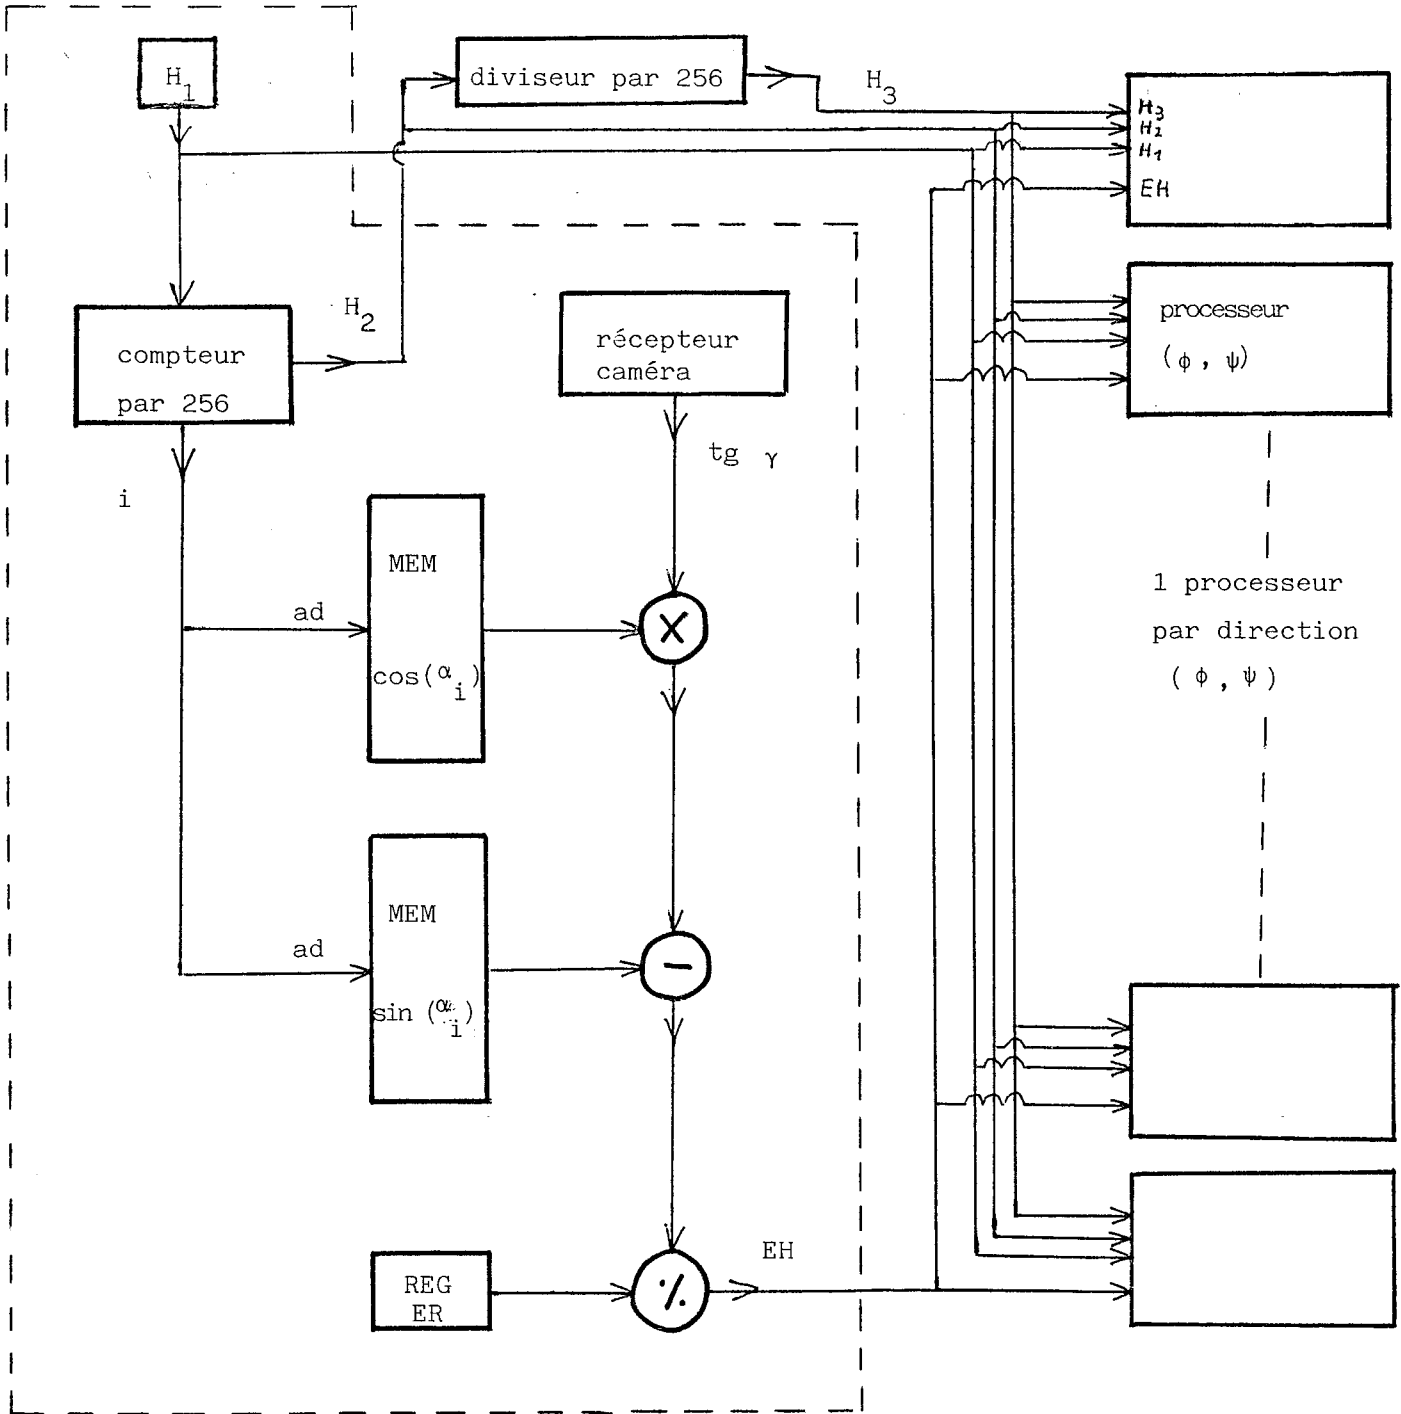 H1
diviseur par 256
H3
H3
H2
H1
EH
H2
compteur
par 256
récepteur
caméra
processeur
(ϕ, ψ)
tg γ
i
MEM
cos(αi)
ad
1 processeur
par direction
(ϕ, ψ)
MEM
sin (αi)
ad
REG
ER
EH